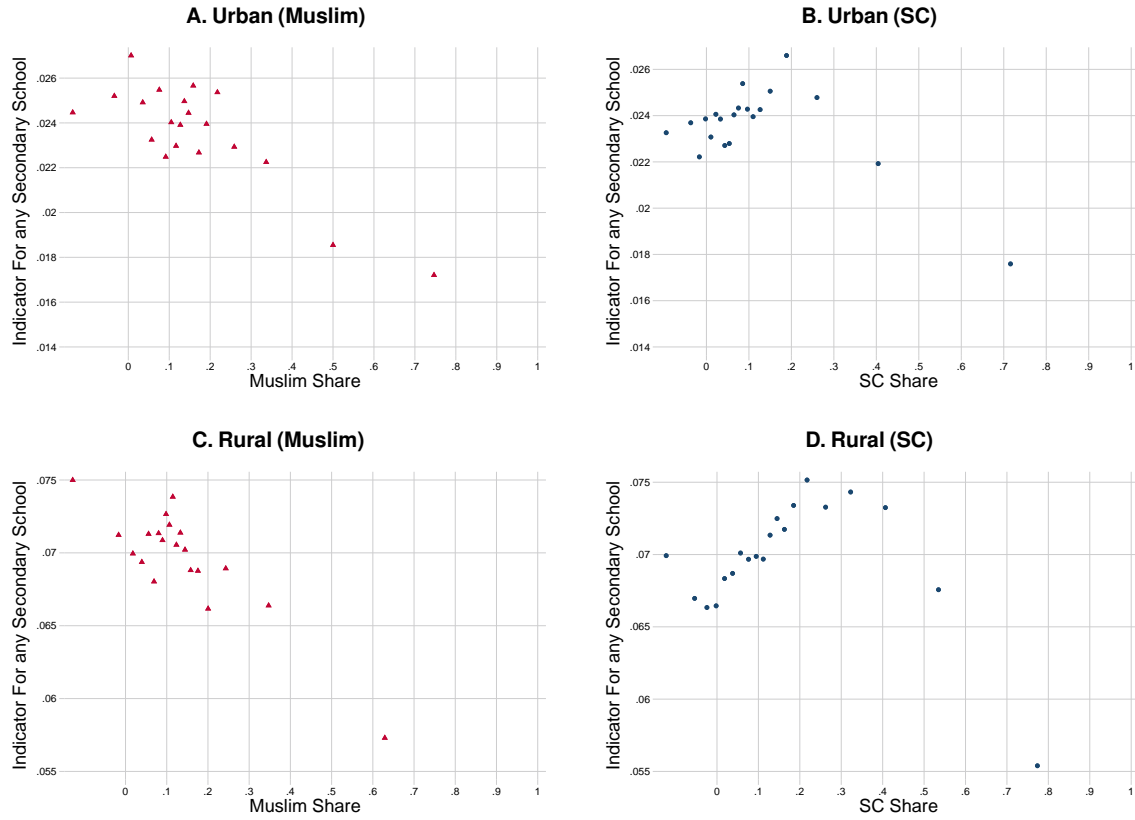 A. Urban (Muslim)
Indicator For any Secondary School
.026
.024
.022
.02
.018
.016
.014
0 .1 .2 .3 .4 .5 .6 .7 .8 .9 1
Muslim Share
B. Urban (SC)
Indicator For any Secondary School
.026
.024
.022
.02
.018
.016
.014
0 .1 .2 .3 .4 .5 .6 .7 .8 .9 1
SC Share
C. Rural (Muslim)
Indicator For any Secondary School
.075
.07
.065
.06
.055
0 .1 .2 .3 .4 .5 .6 .7 .8 .9 1
Muslim Share
D. Rural (SC)
Indicator For any Secondary School
.075
.07
.065
.06
.055
0 .1 .2 .3 .4 .5 .6 .7 .8 .9 1
SC Share